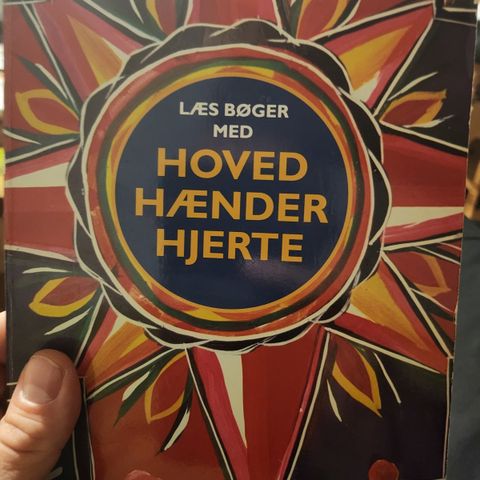 LÆS BØGER
MED
HOVED
HÆNDER
HJERTE